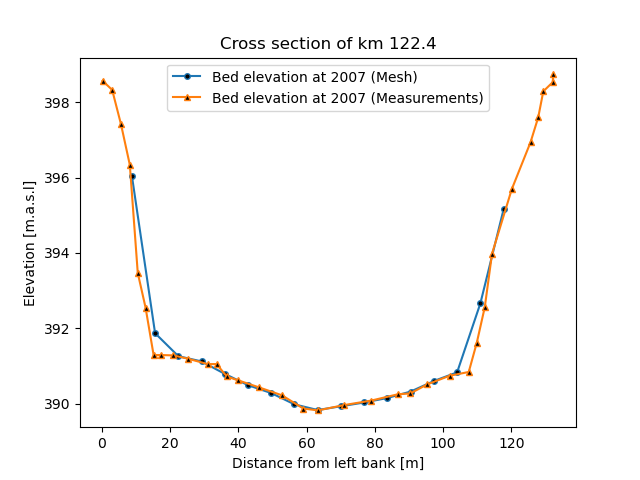 Cross section of km 122.4
Bed elevation at 2007 (Mesh)
Bed elevation at 2007 (Measurements)
Elevation [m.a.s.l]
398
396
394
392
390
0
20
40
60
80
100
120
Distance from left bank [m]